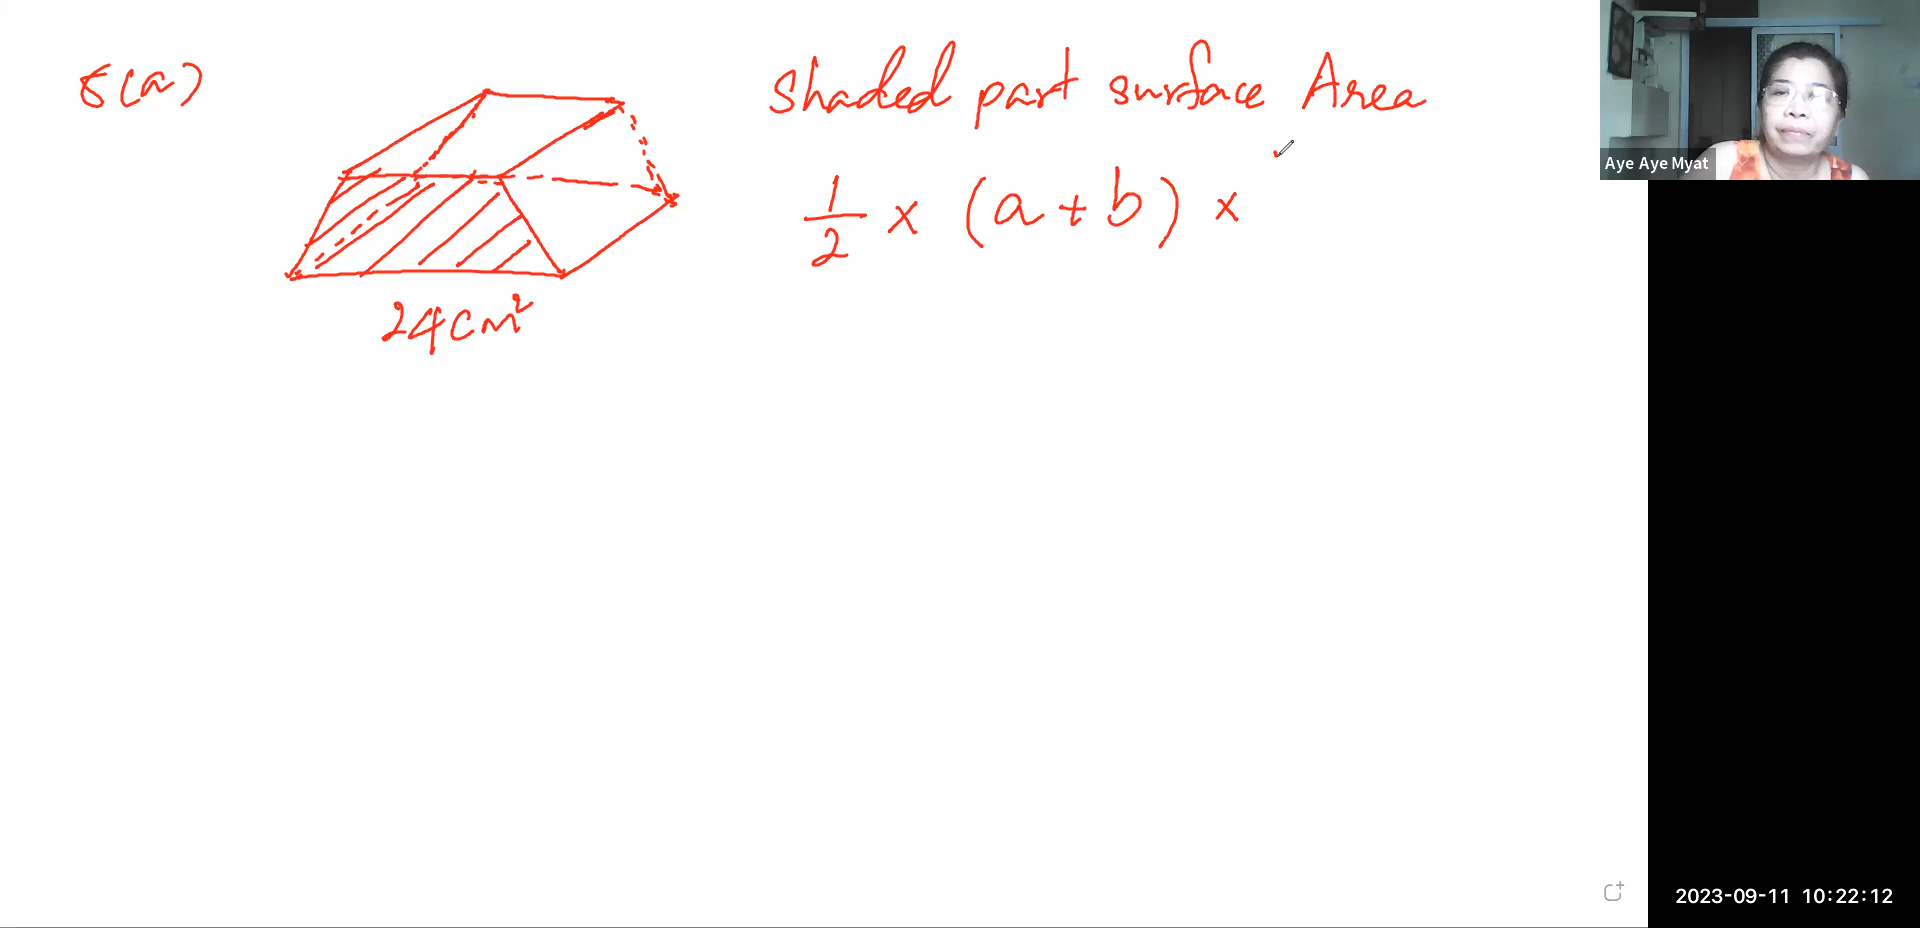 5(a)
Shaded part surface Area
1/2 × (a + b) ×
24cm²
Aye Aye Myat
2023-09-11 10:22:12